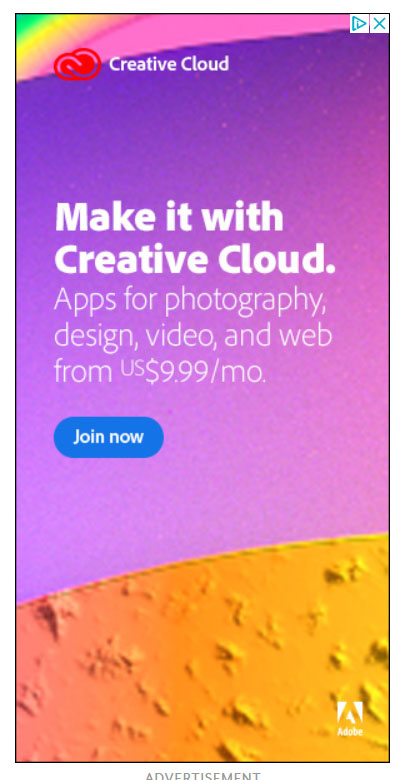 Creative Cloud
Make it with
Creative Cloud.
Apps for photography,
design, video, and web
from US$9.99/mo.
Join now
Adobe
ADVERTISEMENT